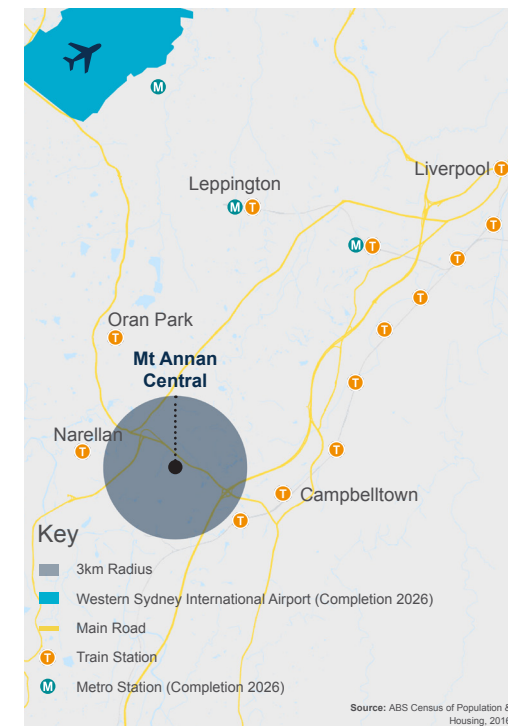 M
Liverpool T
Leppington
M T
T
M T
T
T
Oran Park
T
T
Mt Annan
Central
T
Narellan
T
T
T Campbelltown
T
Key
3km Radius
Western Sydney International Airport (Completion 2026)
Main Road
T Train Station
M Metro Station (Completion 2026)
Source: ABS Census of Population &
Housing, 2016